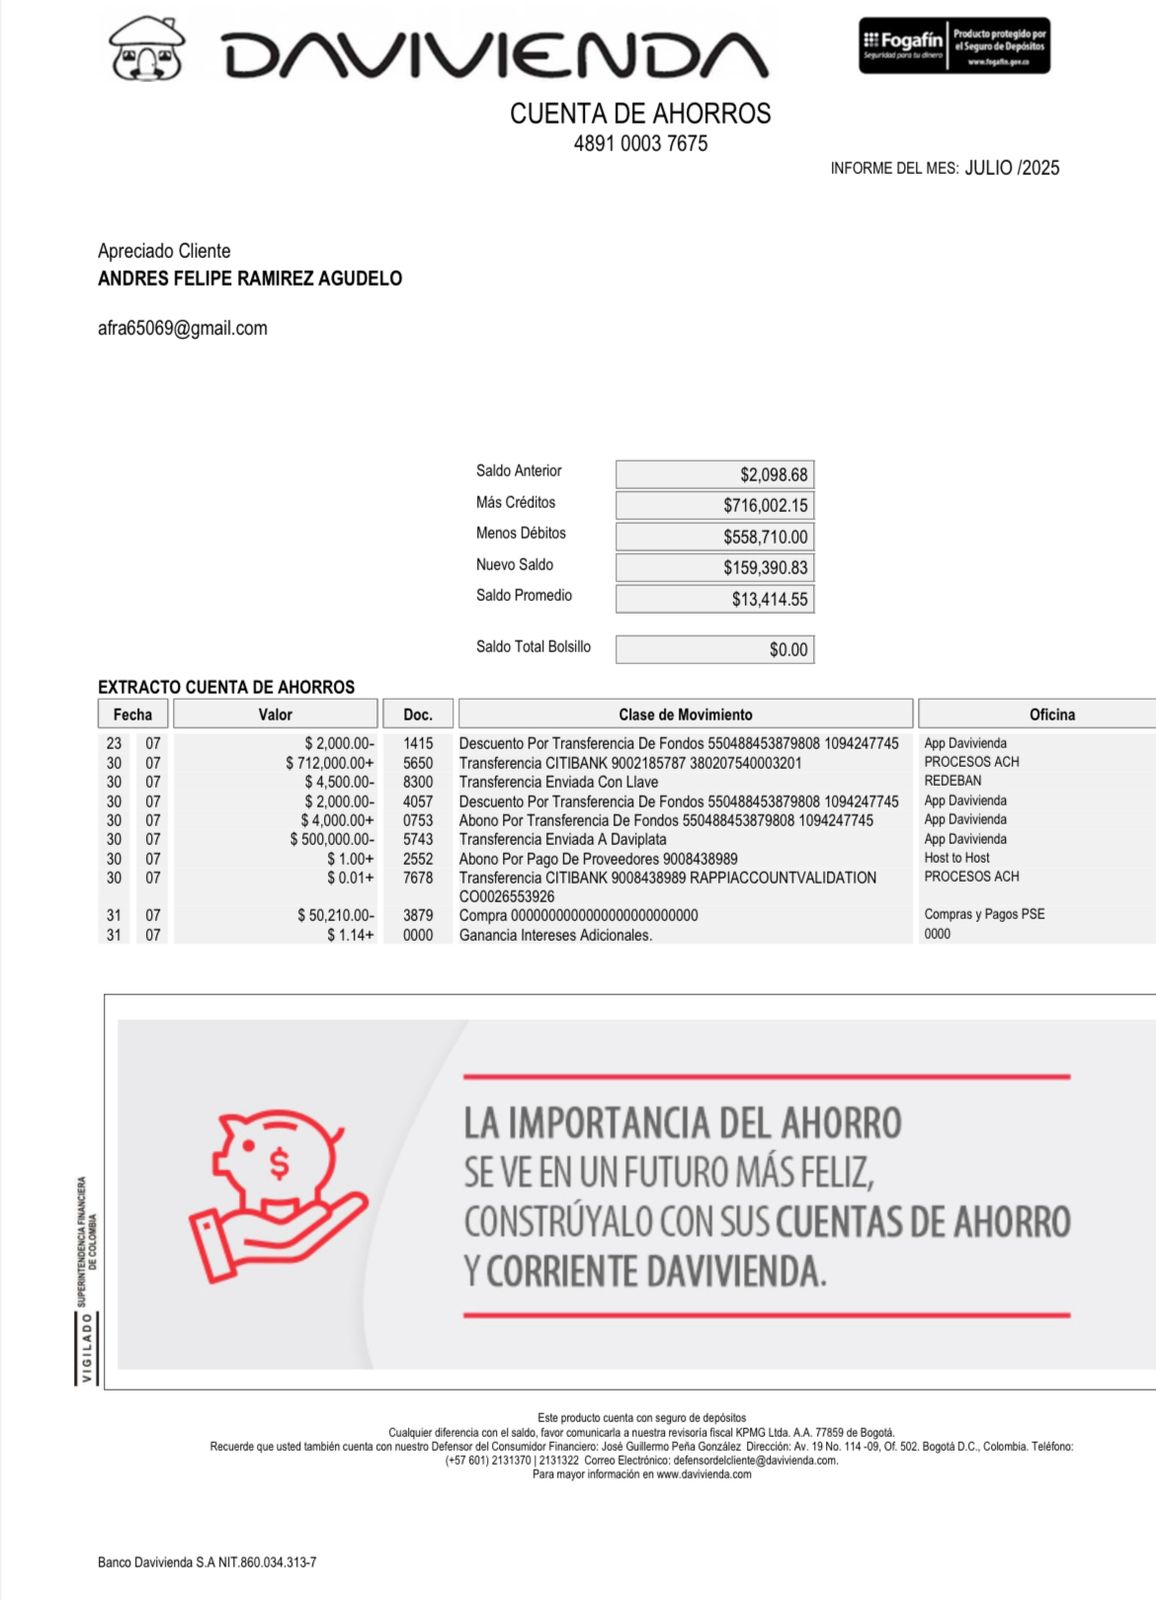 DAVIVIENDA
Fogafín
Seguridad para tu dinero
Producto protegido por
el Seguro de Depósitos
www.fogafin.gov.co
CUENTA DE AHORROS
4891 0003 7675
INFORME DEL MES: JULIO /2025
Apreciado Cliente
ANDRES FELIPE RAMIREZ AGUDELO
afra65069@gmail.com
Saldo Anterior $2,098.68
Más Créditos $716,002.15
Menos Débitos $558,710.00
Nuevo Saldo $159,390.83
Saldo Promedio $13,414.55
Saldo Total Bolsillo $0.00
EXTRACTO CUENTA DE AHORROS
Fecha Valor Doc. Clase de Movimiento Oficina
23 07 $ 2,000.00- 1415 Descuento Por Transferencia De Fondos 550488453879808 1094247745 App Davivienda
30 07 $ 712,000.00+ 5650 Transferencia CITIBANK 9002185787 380207540003201 PROCESOS ACH
30 07 $ 4,500.00- 8300 Transferencia Enviada Con Llave REDEBAN
30 07 $ 2,000.00- 4057 Descuento Por Transferencia De Fondos 550488453879808 1094247745 App Davivienda
30 07 $ 4,000.00+ 0753 Abono Por Transferencia De Fondos 550488453879808 1094247745 App Davivienda
30 07 $ 500,000.00- 5743 Transferencia Enviada A Daviplata App Davivienda
30 07 $ 1.00+ 2552 Abono Por Pago De Proveedores 9008438989 Host to Host
30 07 $ 0.01+ 7678 Transferencia CITIBANK 9008438989 RAPPIACCOUNTVALIDATION PROCESOS ACH
CO0026553926
31 07 $ 50,210.00- 3879 Compra 0000000000000000000000 Compras y Pagos PSE
31 07 $ 1.14+ 0000 Ganancia Intereses Adicionales. 0000
$
LA IMPORTANCIA DEL AHORRO
SE VE EN UN FUTURO MÁS FELIZ,
CONSTRÚYALO CON SUS CUENTAS DE AHORRO
Y CORRIENTE DAVIVIENDA.
VIGILADO SUPERINTENDENCIA FINANCIERA
DE COLOMBIA
Este producto cuenta con seguro de depósitos
Cualquier diferencia con el saldo, favor comunicarla a nuestra revisoría fiscal KPMG Ltda. A.A. 77859 de Bogotá.
Recuerde que usted también cuenta con nuestro Defensor del Consumidor Financiero: José Guillermo Peña González Dirección: Av. 19 No. 114 -09, Of. 502. Bogotá D.C., Colombia. Teléfono:
(+57 601) 2131370 | 2131322 Correo Electrónico: defensordelcliente@davivienda.com.
Para mayor información en www.davivienda.com
Banco Davivienda S.A NIT.860.034.313-7